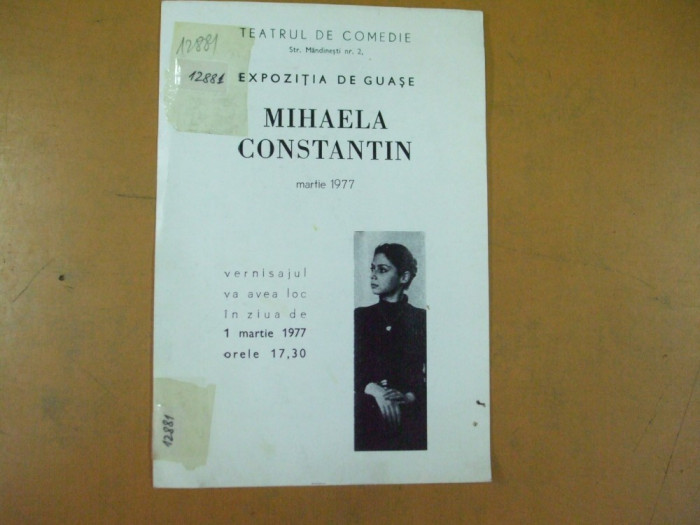 TEATRUL DE COMEDIE
Str. Mândinești nr. 2,
12881
12881
EXPOZIȚIA DE GUAȘE
MIHAELA
CONSTANTIN
martie 1977
vernisajul
va avea loc
în ziua de
1 martie 1977
orele 17,30
12881